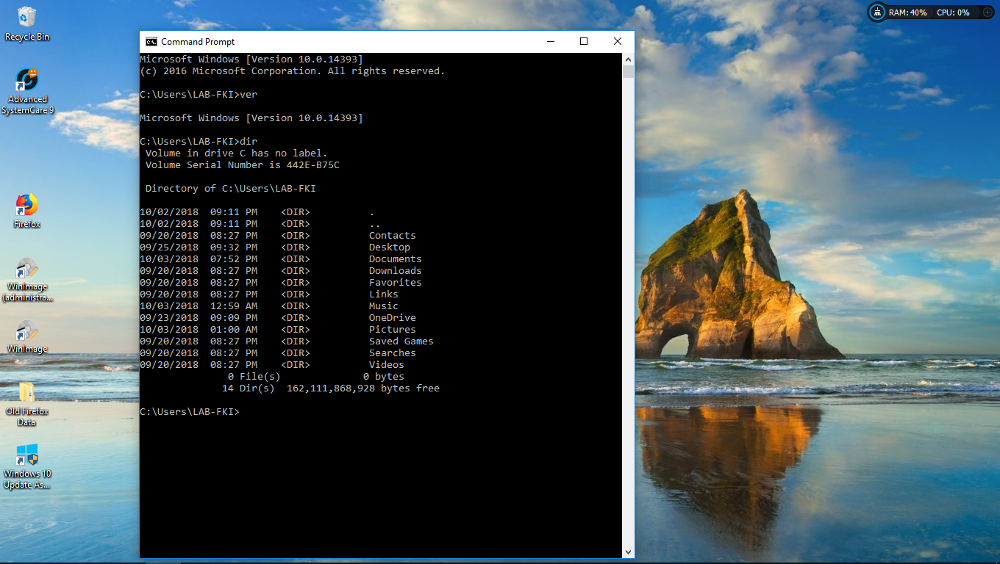 Recycle Bin
Advanced
SystemCare 9
Firefox
WinImage
(administra...
WinImage
Old Firefox
Data
Windows 10
Update As...
Command Prompt
Microsoft Windows [Version 10.0.14393]
(c) 2016 Microsoft Corporation. All rights reserved.
C:\Users\LAB-FKI>ver
Microsoft Windows [Version 10.0.14393]
C:\Users\LAB-FKI>dir
Volume in drive C has no label.
Volume Serial Number is 442E-B75C
Directory of C:\Users\LAB-FKI
10/02/2018  09:11 PM    <DIR>          .
10/02/2018  09:11 PM    <DIR>          ..
09/20/2018  08:27 PM    <DIR>          Contacts
09/25/2018  09:32 PM    <DIR>          Desktop
10/03/2018  07:52 PM    <DIR>          Documents
09/20/2018  08:27 PM    <DIR>          Downloads
09/20/2018  08:27 PM    <DIR>          Favorites
09/20/2018  08:27 PM    <DIR>          Links
10/03/2018  12:59 AM    <DIR>          Music
09/23/2018  09:09 PM    <DIR>          OneDrive
10/03/2018  01:00 AM    <DIR>          Pictures
09/20/2018  08:27 PM    <DIR>          Saved Games
09/20/2018  08:27 PM    <DIR>          Searches
09/20/2018  08:27 PM    <DIR>          Videos
0 File(s)              0 bytes
14 Dir(s)  162,111,868,928 bytes free
C:\Users\LAB-FKI>
RAM: 40% CPU: 0%